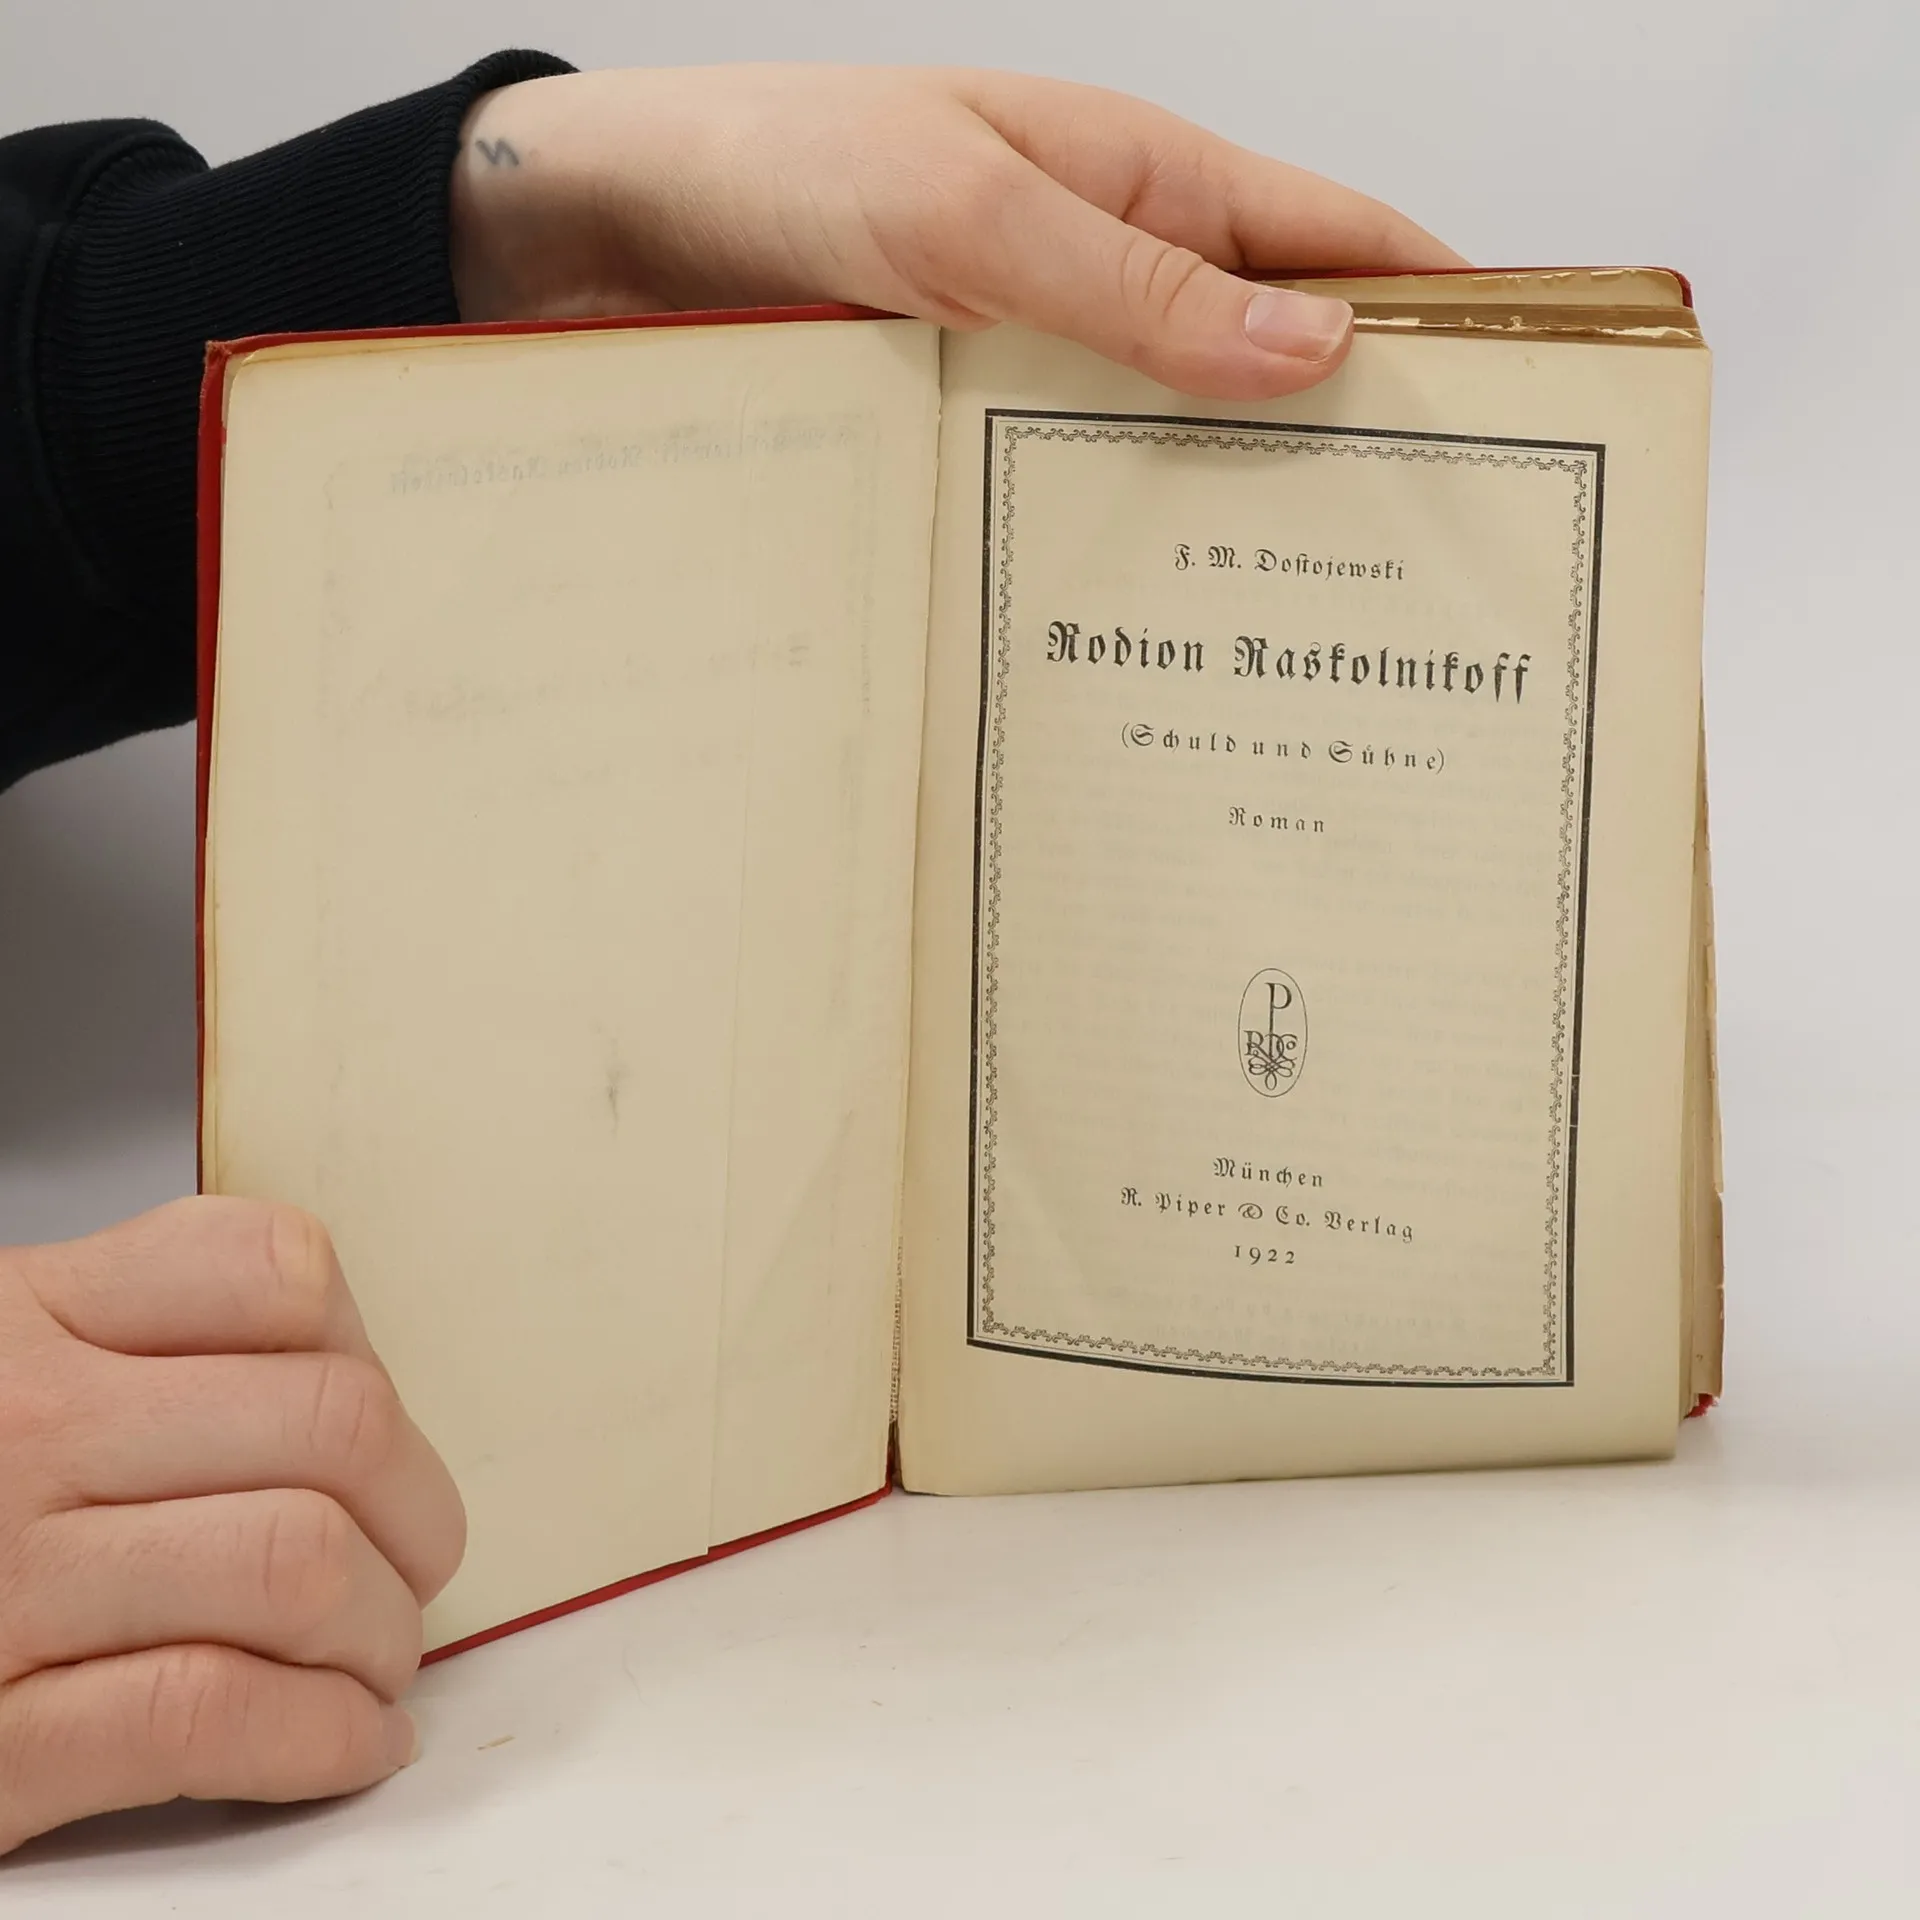 F. M. Dostojewski
Rodion Raskolnikoff
(Schuld und Sühne)
Roman
P
R P C
München
R. Piper & Co. Verlag
1922